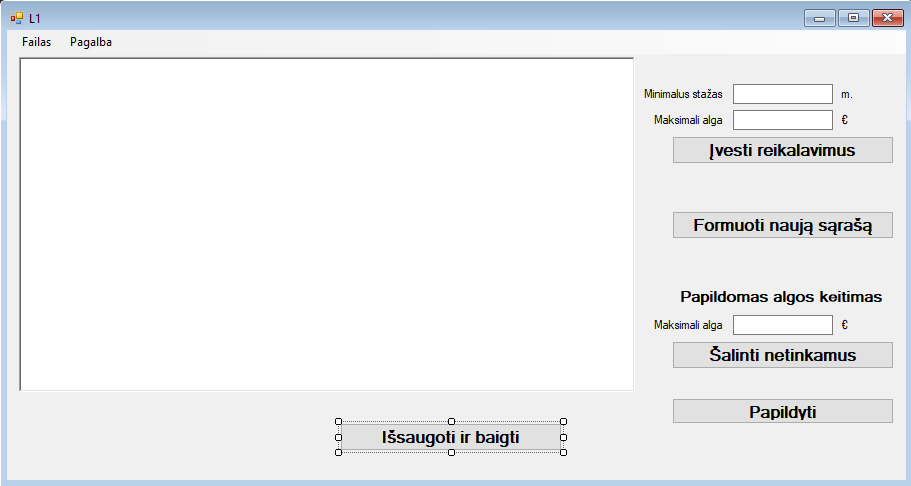 L1
Failas Pagalba
Minimalus stažas m.
Maksimali alga €
Įvesti reikalavimus
Formuoti naują sąrašą
Papildomas algos keitimas
Maksimali alga €
Šalinti netinkamus
Papildyti
Išsaugoti ir baigti